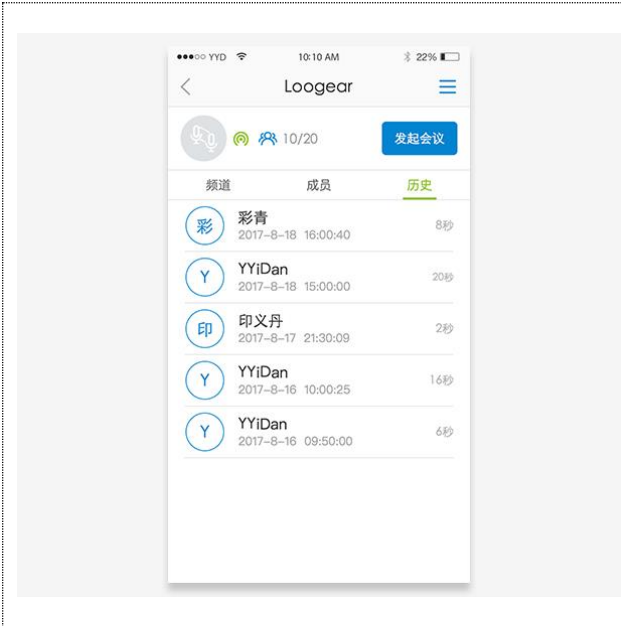 YYD 10:10 AM 22%
Loogear
10/20 发起会议
频道 成员 历史
彩 彩青 8秒
2017-8-18 16:00:40
Y YYiDan 20秒
2017-8-18 15:00:00
印 印义丹 2秒
2017-8-17 21:30:09
Y YYiDan 16秒
2017-8-16 10:00:25
Y YYiDan 6秒
2017-8-16 09:50:00